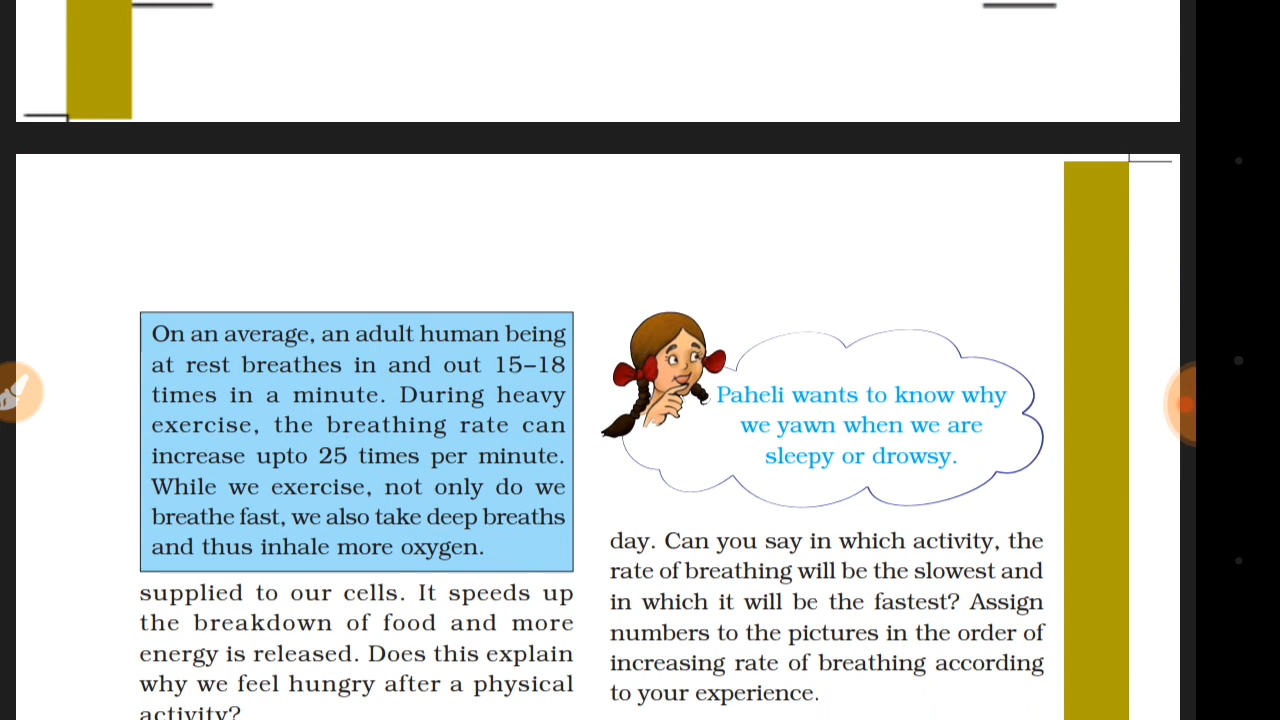 On an average, an adult human being
at rest breathes in and out 15–18
times in a minute. During heavy
exercise, the breathing rate can
increase upto 25 times per minute.
While we exercise, not only do we
breathe fast, we also take deep breaths
and thus inhale more oxygen.
supplied to our cells. It speeds up
the breakdown of food and more
energy is released. Does this explain
why we feel hungry after a physical
activity?
Paheli wants to know why
we yawn when we are
sleepy or drowsy.
day. Can you say in which activity, the
rate of breathing will be the slowest and
in which it will be the fastest? Assign
numbers to the pictures in the order of
increasing rate of breathing according
to your experience.